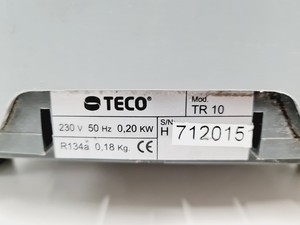 TECO®
Mod.
TR 10
230 V 50 Hz 0,20 KW
S/N
H 712015
R134a 0,18 Kg. CE